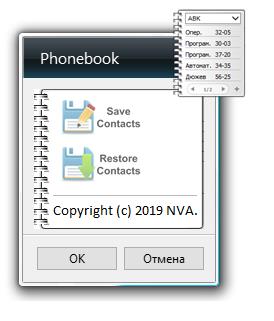 АВК
Опер. 32-05
Програм. 30-03
Програм. 37-20
Автомат. 34-35
Дюжев 56-25
1/2
Phonebook
Save
Contacts
Restore
Contacts
Copyright (c) 2019 NVA.
OK
Отмена